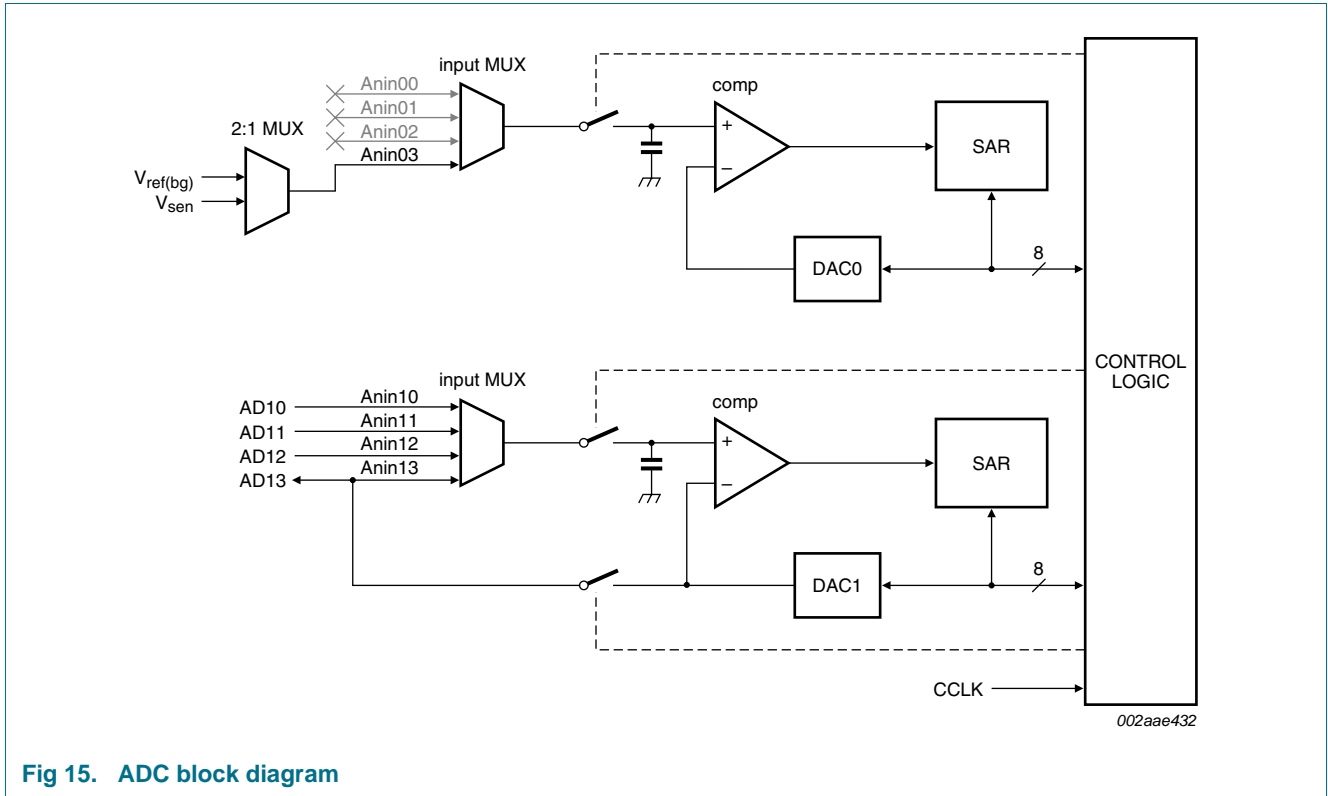 input MUX
Anin00
Anin01
Anin02
Anin03
2:1 MUX
Vref(bg)
Vsen
comp
+
–
SAR
DAC0
8
CONTROL
LOGIC
input MUX
AD10
Anin10
AD11
Anin11
AD12
Anin12
AD13
Anin13
comp
+
–
SAR
DAC1
8
CCLK
002aae432
Fig 15. ADC block diagram